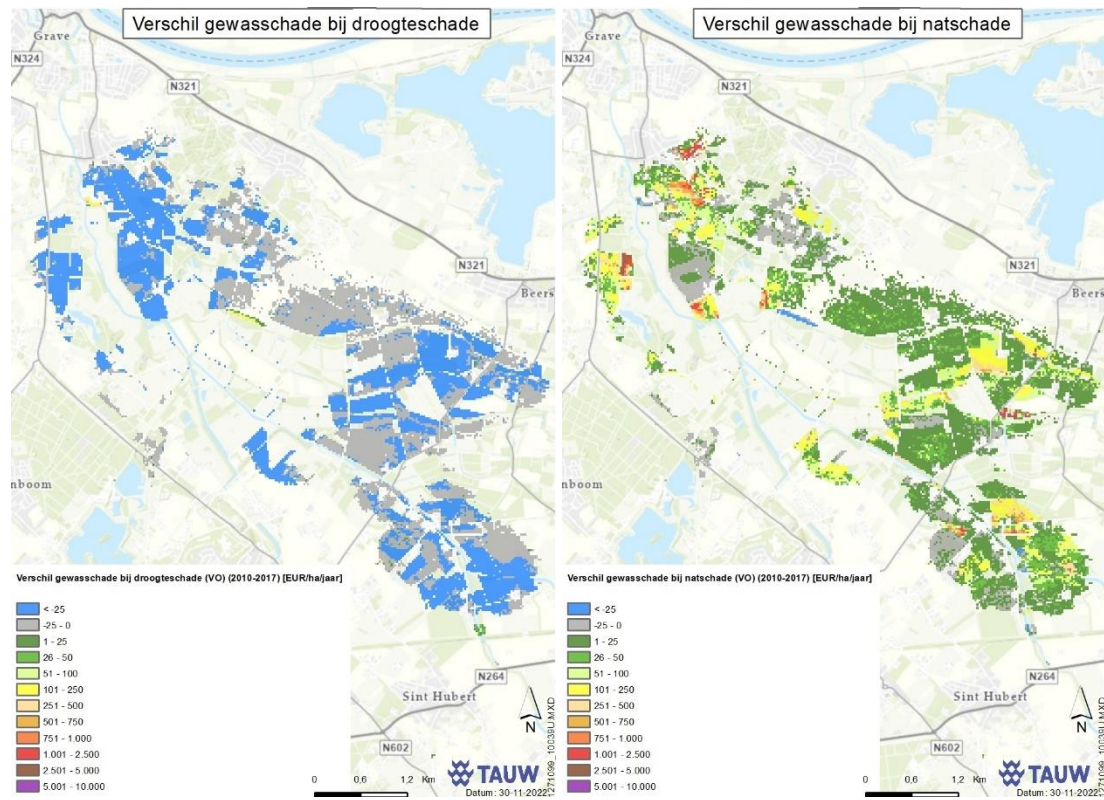 Verschil gewasschade bij droogteschade
Grave
N324
N321
N321
Beers
nboom
Verschil gewasschade bij droogteschade (VO) (2010-2017) [EUR/ha/jaar]
< -25
-25 - 0
1 - 25
26 - 50
51 - 100
101 - 250
251 - 500
501 - 750
751 - 1.000
1.001 - 2.500
2.501 - 5.000
5.001 - 10.000
N264
Sint Hubert
N602
N
0 0,6 1,2 Km
TAUW
Datum : 30-11-2022
1271099_10039U.MXD
Verschil gewasschade bij natschade
Grave
N324
N321
N321
Beers
nboom
Verschil gewasschade bij natschade (VO) (2010-2017) [EUR/ha/jaar]
< -25
-25 - 0
1 - 25
26 - 50
51 - 100
101 - 250
251 - 500
501 - 750
751 - 1.000
1.001 - 2.500
2.501 - 5.000
5.001 - 10.000
N264
Sint Hubert
N602
N
0 0,6 1,2 Km
TAUW
Datum : 30-11-2022
1271099_10039U.MXD